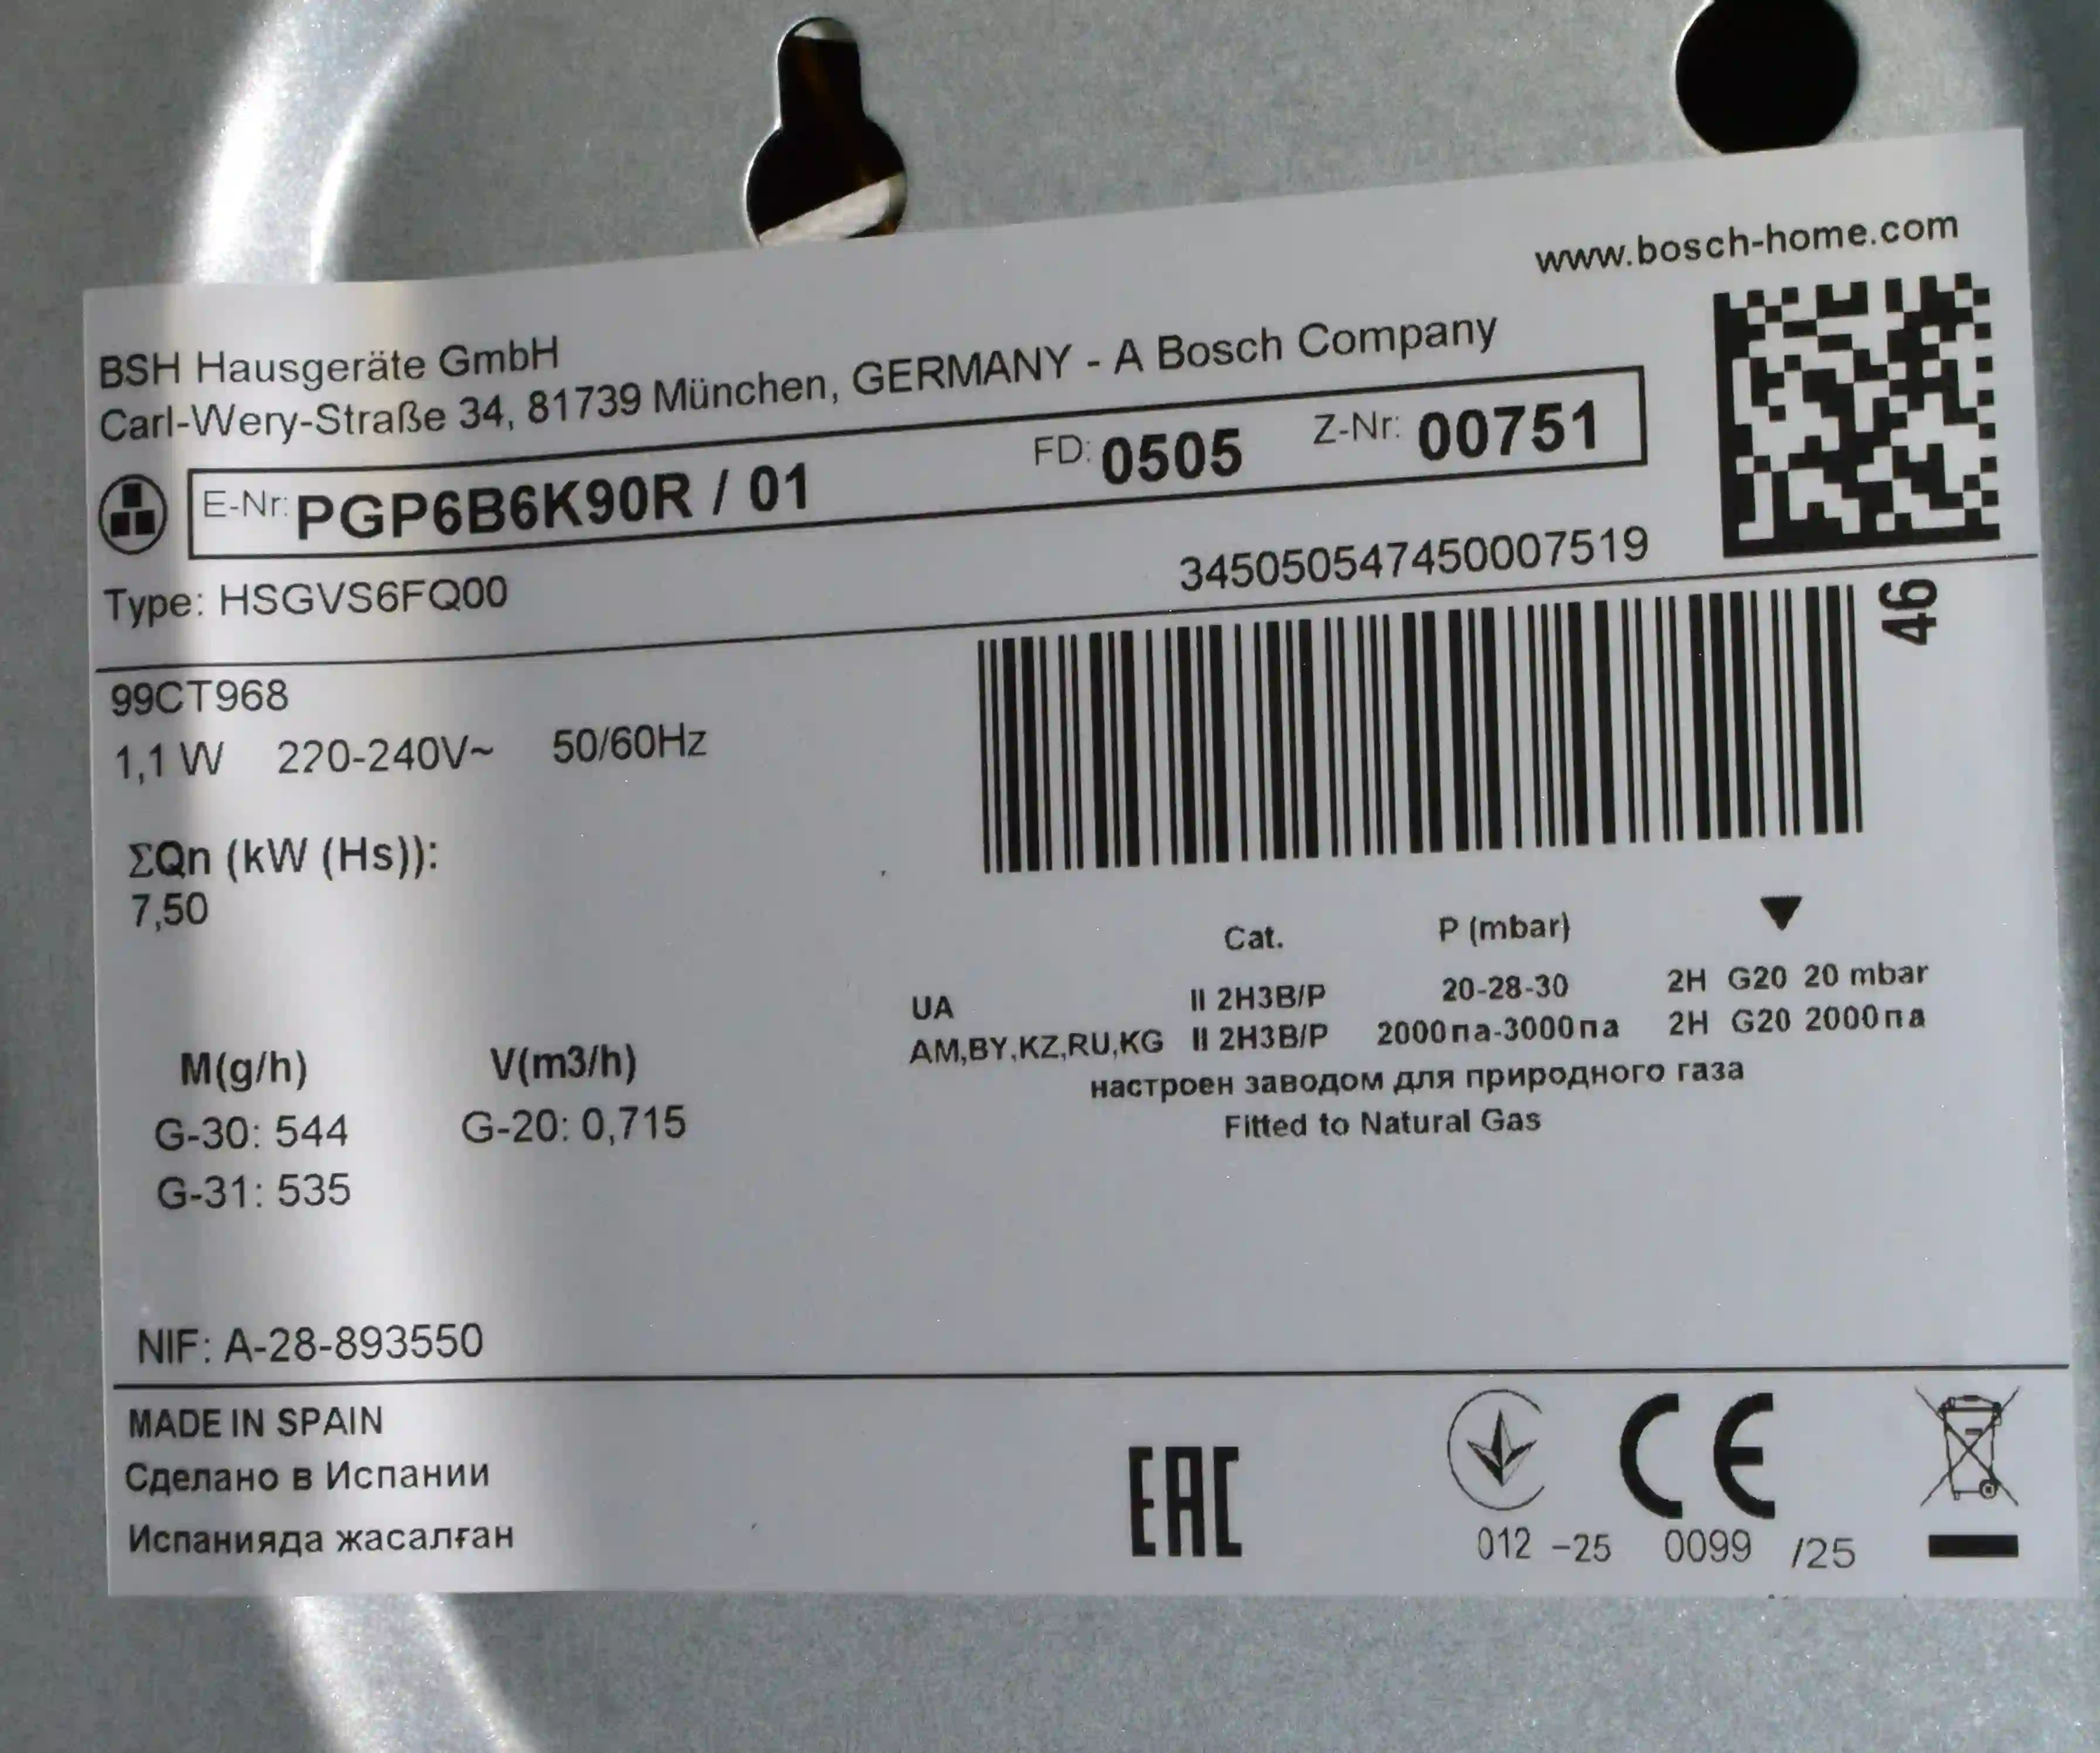 www.bosch-home.com
BSH Hausgeräte GmbH
Carl-Wery-Straße 34, 81739 München, GERMANY - A Bosch Company
E-Nr: PGP6B6K90R / 01 FD: 0505 Z-Nr: 00751
Type: HSGVS6FQ00 345050547450007519
46
99CT968
1,1 W 220-240V~ 50/60Hz
ΣQn (kW (Hs)):
7,50
Cat. P (mbar)
UA II 2H3B/P 20-28-30 2H G20 20 mbar
AM,BY,KZ,RU,KG II 2H3B/P 2000па-3000па 2H G20 2000па
настроен заводом для природного газа
Fitted to Natural Gas
M(g/h) V(m3/h)
G-30: 544 G-20: 0,715
G-31: 535
NIF: A-28-893550
MADE IN SPAIN
Сделано в Испании
Испанияда жасалған
EAC CE
012 -25 0099 /25